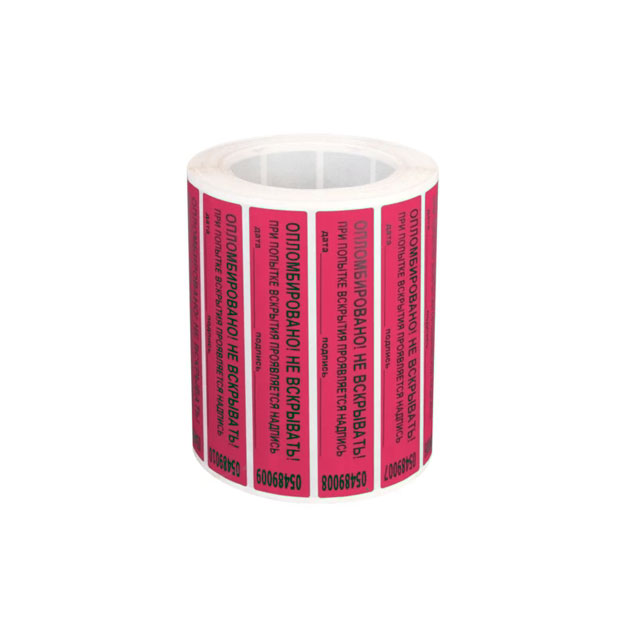 ОПЛОМБИРОВАНО! НЕ ВСКРЫВАТЬ!
ПРИ ПОПЫТКЕ ВСКРЫТИЯ ПРОЯВЛЯЕТСЯ НАДПИСЬ
дата подпись
05489010
ОПЛОМБИРОВАНО! НЕ ВСКРЫВАТЬ!
ПРИ ПОПЫТКЕ ВСКРЫТИЯ ПРОЯВЛЯЕТСЯ НАДПИСЬ
дата подпись
05489009
ОПЛОМБИРОВАНО! НЕ ВСКРЫВАТЬ!
ПРИ ПОПЫТКЕ ВСКРЫТИЯ ПРОЯВЛЯЕТСЯ НАДПИСЬ
дата подпись
05489008
ОПЛОМБИРОВАНО! НЕ ВСКРЫВАТЬ!
ПРИ ПОПЫТКЕ ВСКРЫТИЯ ПРОЯВЛЯЕТСЯ НАДПИСЬ
дата подпись
05489007